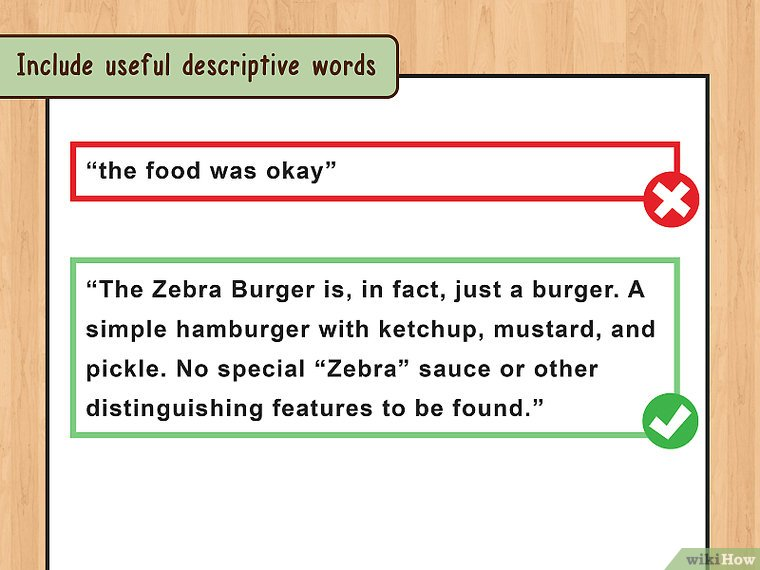 Include useful descriptive words
“the food was okay”
“The Zebra Burger is, in fact, just a burger. A
simple hamburger with ketchup, mustard, and
pickle. No special “Zebra” sauce or other
distinguishing features to be found.”
wikiHow